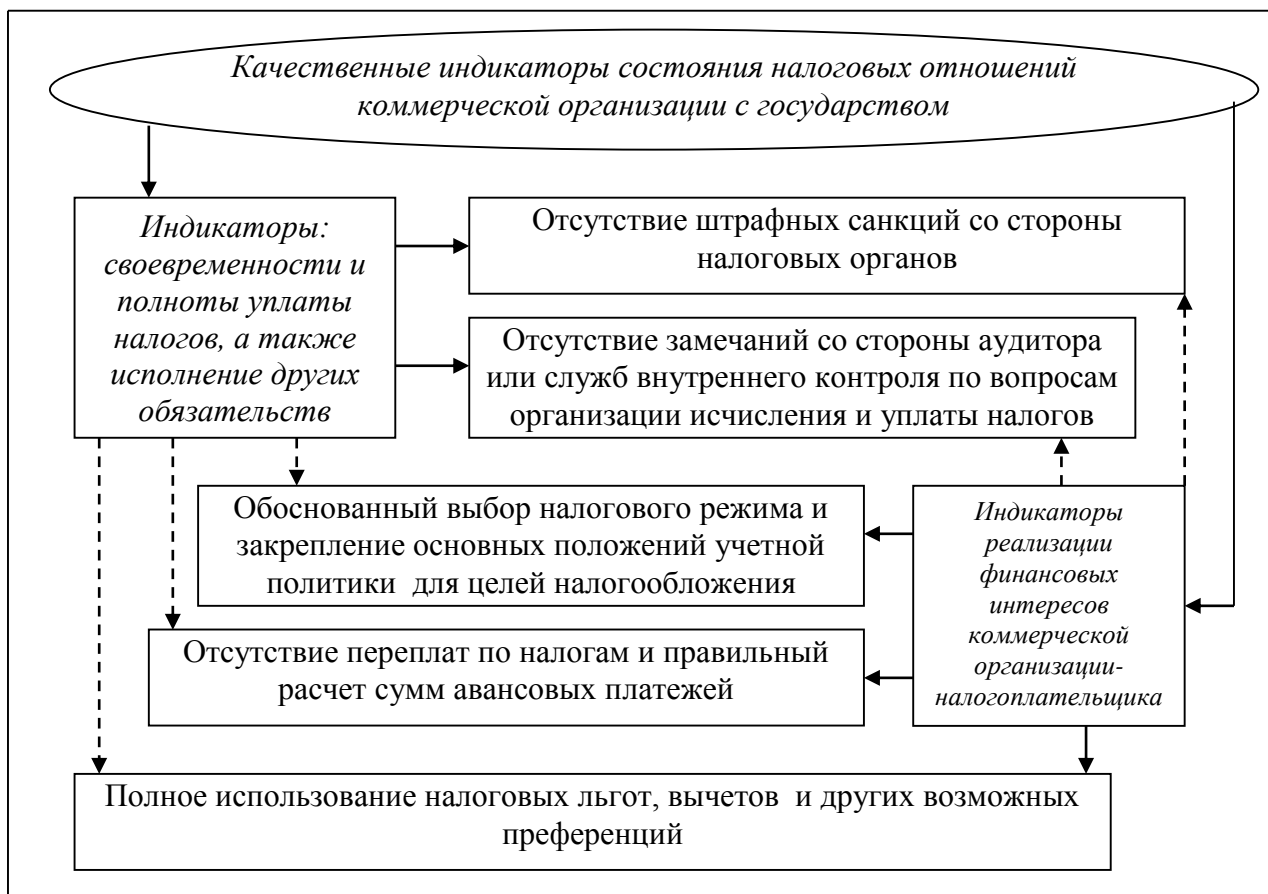 Качественные индикаторы состояния налоговых отношений
коммерческой организации с государством
Индикаторы:
своевременности и
полноты уплаты
налогов, а также
исполнение других
обязательств
Отсутствие штрафных санкций со стороны
налоговых органов
Отсутствие замечаний со стороны аудитора
или служб внутреннего контроля по вопросам
организации исчисления и уплаты налогов
Обоснованный выбор налогового режима и
закрепление основных положений учетной
политики для целей налогообложения
Индикаторы
реализации
финансовых
интересов
коммерческой
организации-
налогоплательщика
Отсутствие переплат по налогам и правильный
расчет сумм авансовых платежей
Полное использование налоговых льгот, вычетов и других возможных
преференций